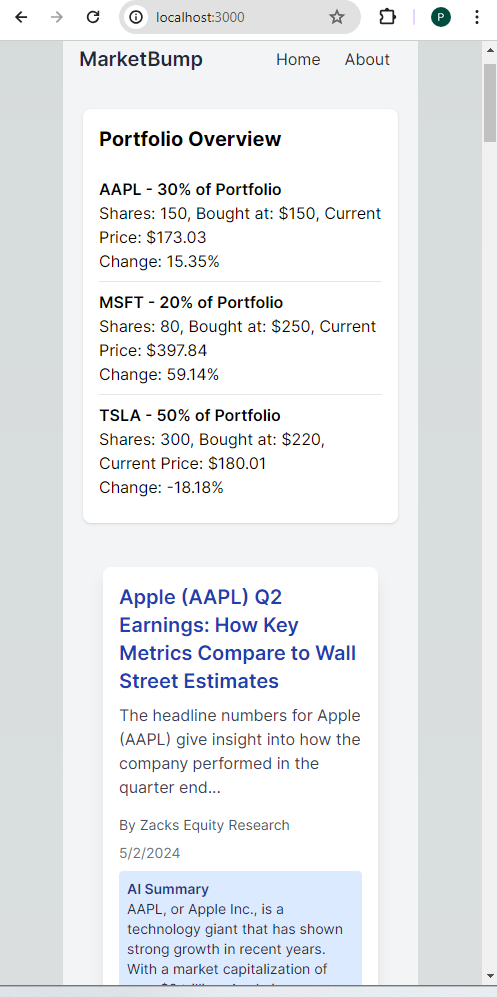 localhost:3000
P
MarketBump
Home About
Portfolio Overview
AAPL - 30% of Portfolio
Shares: 150, Bought at: $150, Current
Price: $173.03
Change: 15.35%
MSFT - 20% of Portfolio
Shares: 80, Bought at: $250, Current
Price: $397.84
Change: 59.14%
TSLA - 50% of Portfolio
Shares: 300, Bought at: $220,
Current Price: $180.01
Change: -18.18%
Apple (AAPL) Q2
Earnings: How Key
Metrics Compare to Wall
Street Estimates
The headline numbers for Apple
(AAPL) give insight into how the
company performed in the
quarter end...
By Zacks Equity Research
5/2/2024
AI Summary
AAPL, or Apple Inc., is a
technology giant that has shown
strong growth in recent years.
With a market capitalization of